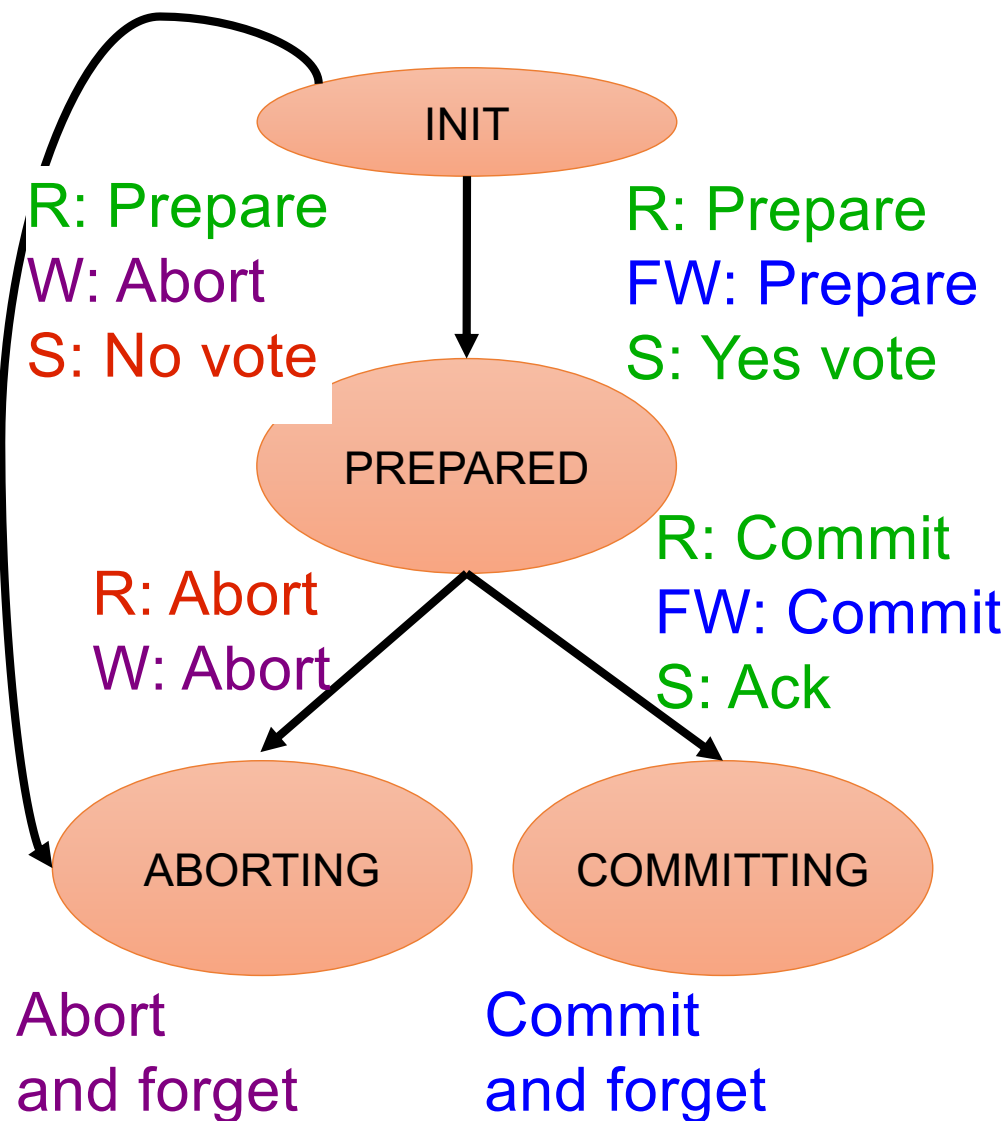 INIT
R: Prepare
W: Abort
S: No vote
R: Prepare
FW: Prepare
S: Yes vote
PREPARED
R: Abort
W: Abort
R: Commit
FW: Commit
S: Ack
ABORTING
COMMITTING
Abort
and forget
Commit
and forget